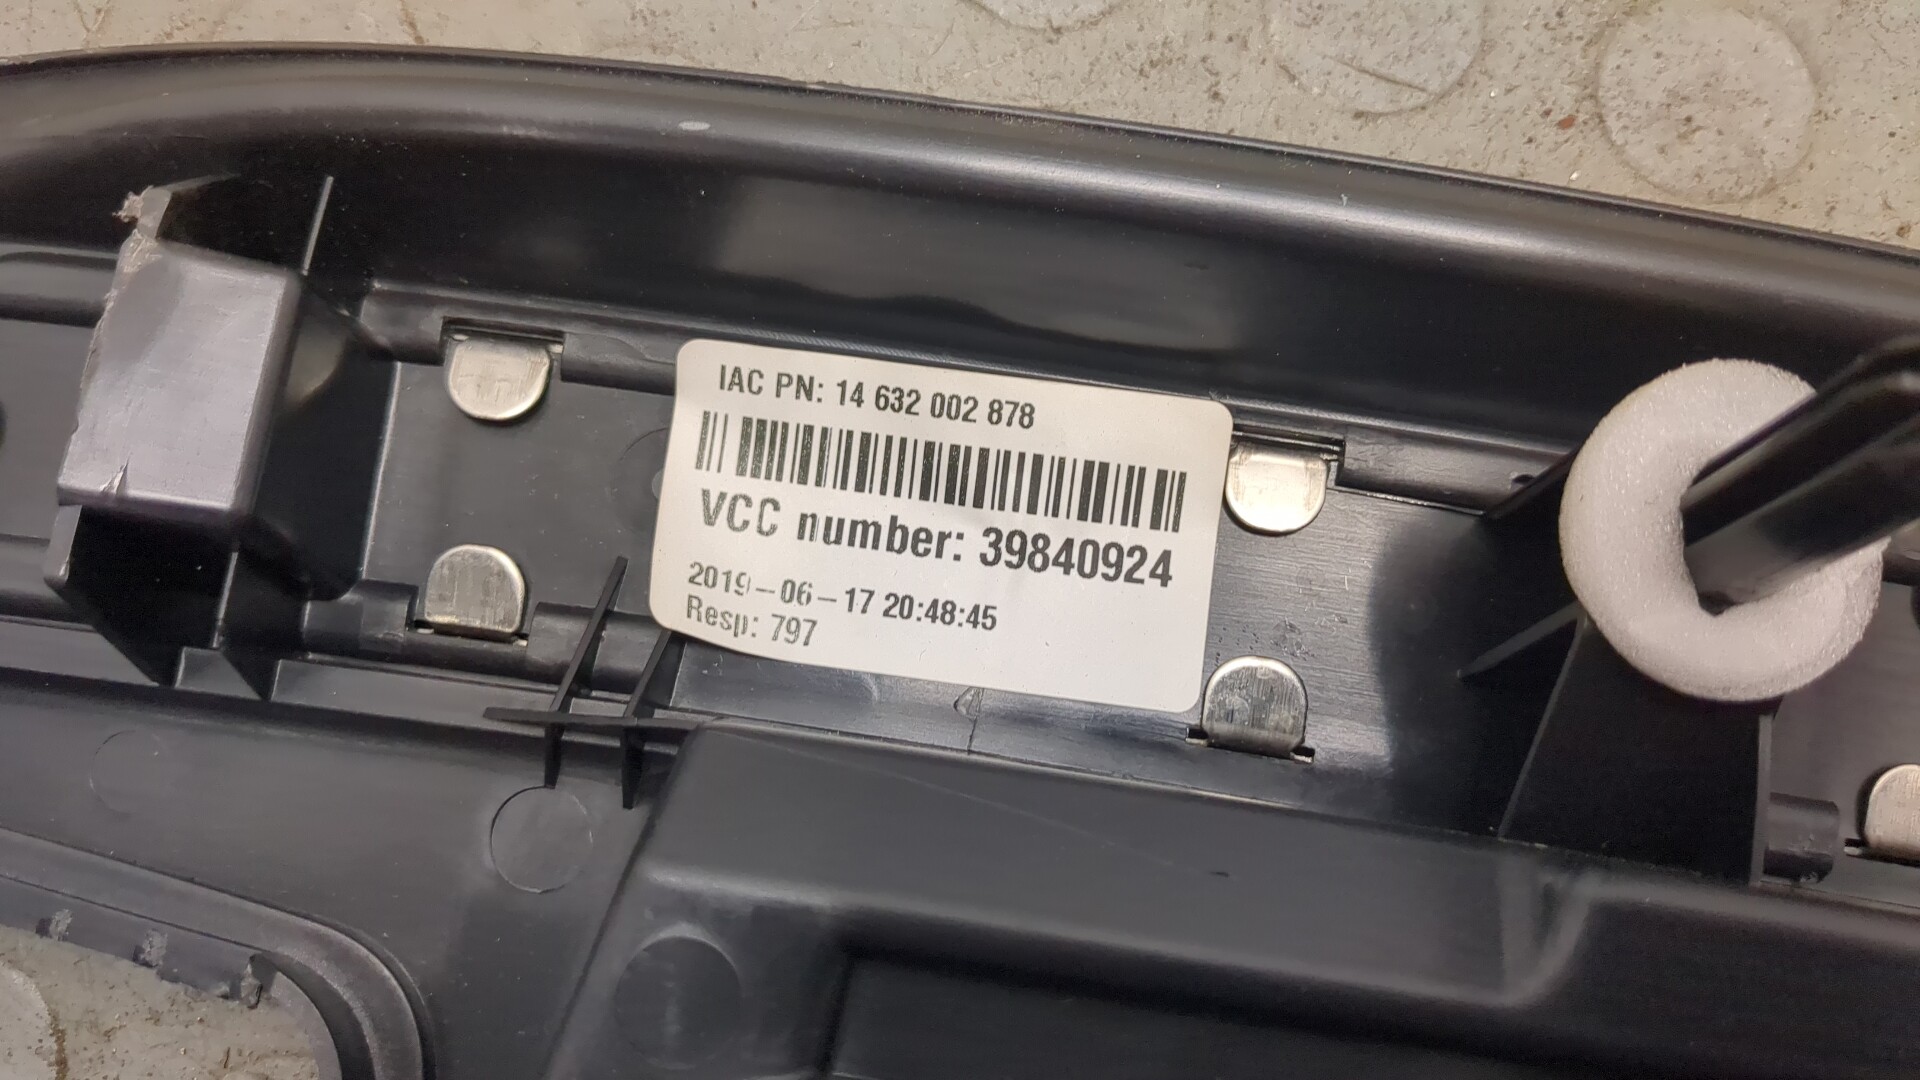 IAC PN: 14 632 002 878
VCC number: 39840924
2019-06-17 20:48:45
Resp: 797